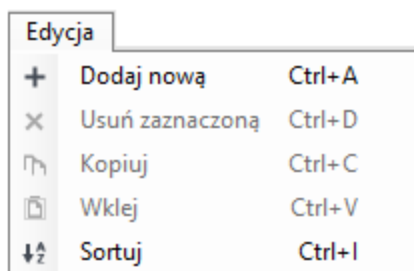 Edycja
Dodaj nową Ctrl+A
Usuń zaznaczoną Ctrl+D
Kopiuj Ctrl+C
Wklej Ctrl+V
Sortuj Ctrl+I